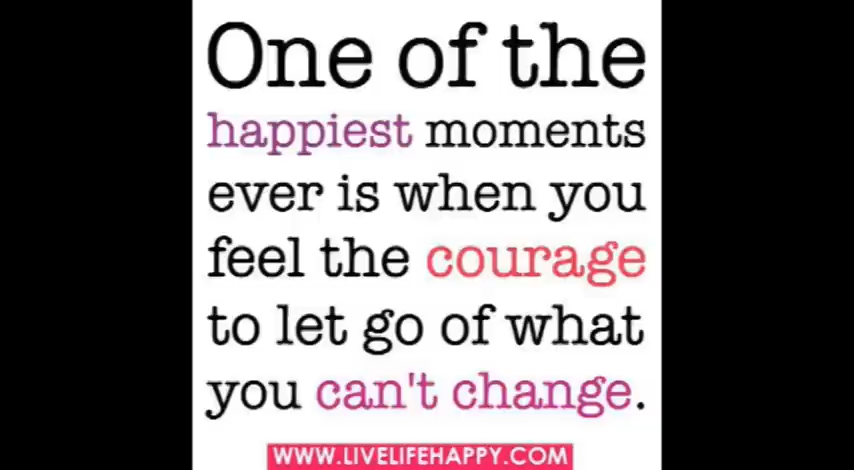 One of the
happiest moments
ever is when you
feel the courage
to let go of what
you can't change.
WWW.LIVELIFEHAPPY.COM